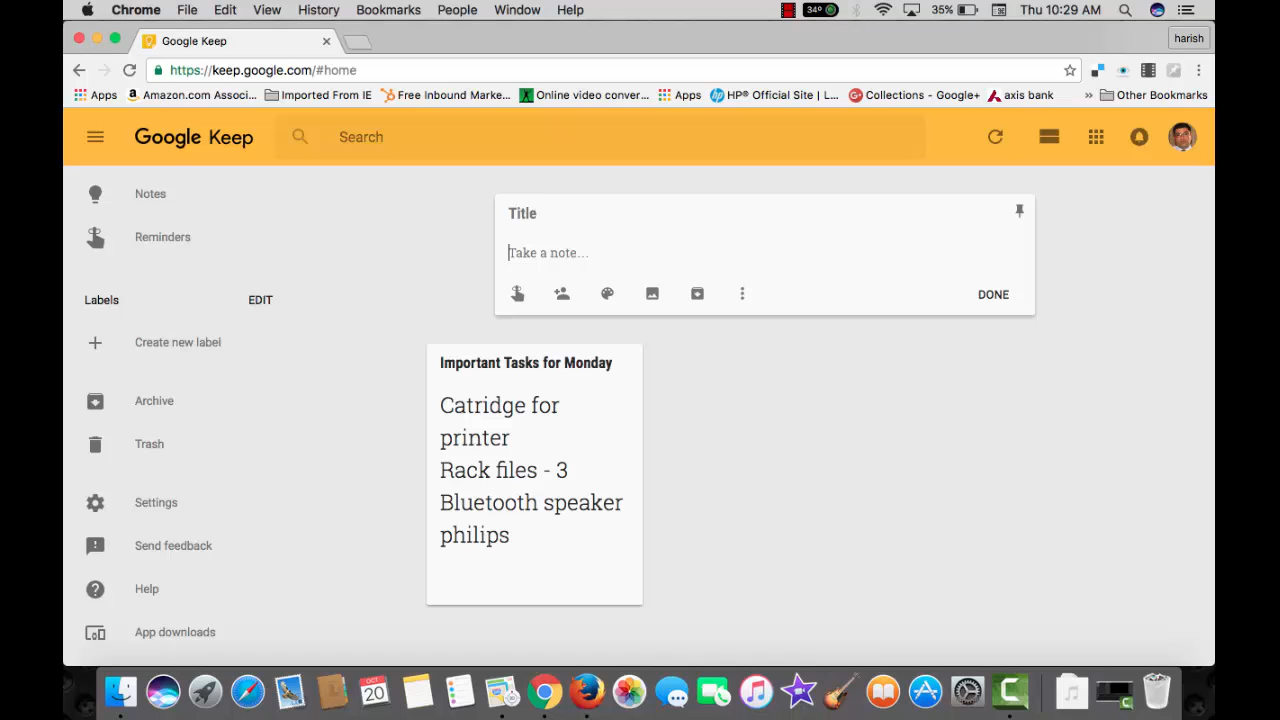 Chrome File Edit View History Bookmarks People Window Help 34° 35% Thu 10:29 AM
Google Keep harish
https://keep.google.com/#home
Apps Amazon.com Associ... Imported From IE Free Inbound Marke... Online video conver... Apps HP® Official Site | L... Collections - Google+ axis bank » Other Bookmarks
Google Keep Search
Notes
Reminders
Labels EDIT
Create new label
Archive
Trash
Settings
Send feedback
Help
App downloads
Title
Take a note...
DONE
Important Tasks for Monday
Catridge for
printer
Rack files - 3
Bluetooth speaker
philips
OCT
20